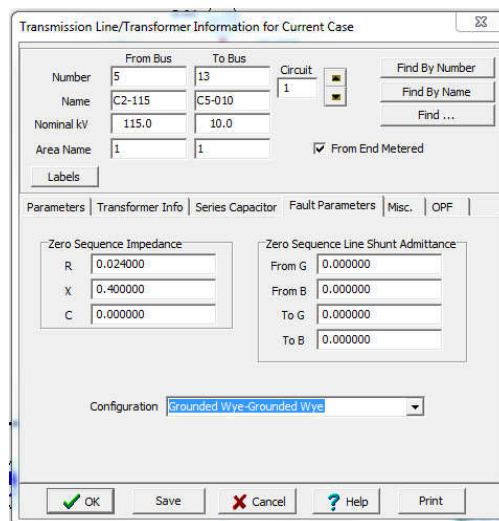 Transmission Line/Transformer Information for Current Case
From Bus To Bus
Circuit
Number 5 13 1
Name C2-115 C5-010
Nominal kV 115.0 10.0
Area Name 1 1
Find By Number
Find By Name
Find ...
From End Metered
Labels
Parameters Transformer Info Series Capacitor Fault Parameters Misc. OPF
Zero Sequence Impedance
R 0.024000
X 0.400000
C 0.000000
Zero Sequence Line Shunt Admittance
From G 0.000000
From B 0.000000
To G 0.000000
To B 0.000000
Configuration Grounded Wye-Grounded Wye
OK Save Cancel Help Print